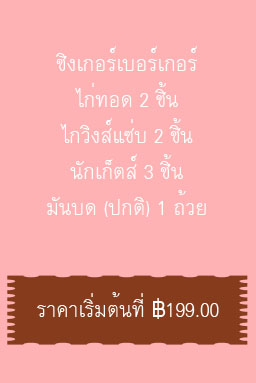 ซิงเกอร์เบอร์เกอร์
ไก่ทอด 2 ชิ้น
ไก่วิงส์แซ่บ 2 ชิ้น
นักเก็ตส์ 3 ชิ้น
มันบด (ปกติ) 1 ถ้วย
ราคาเริ่มต้นที่ ฿199.00